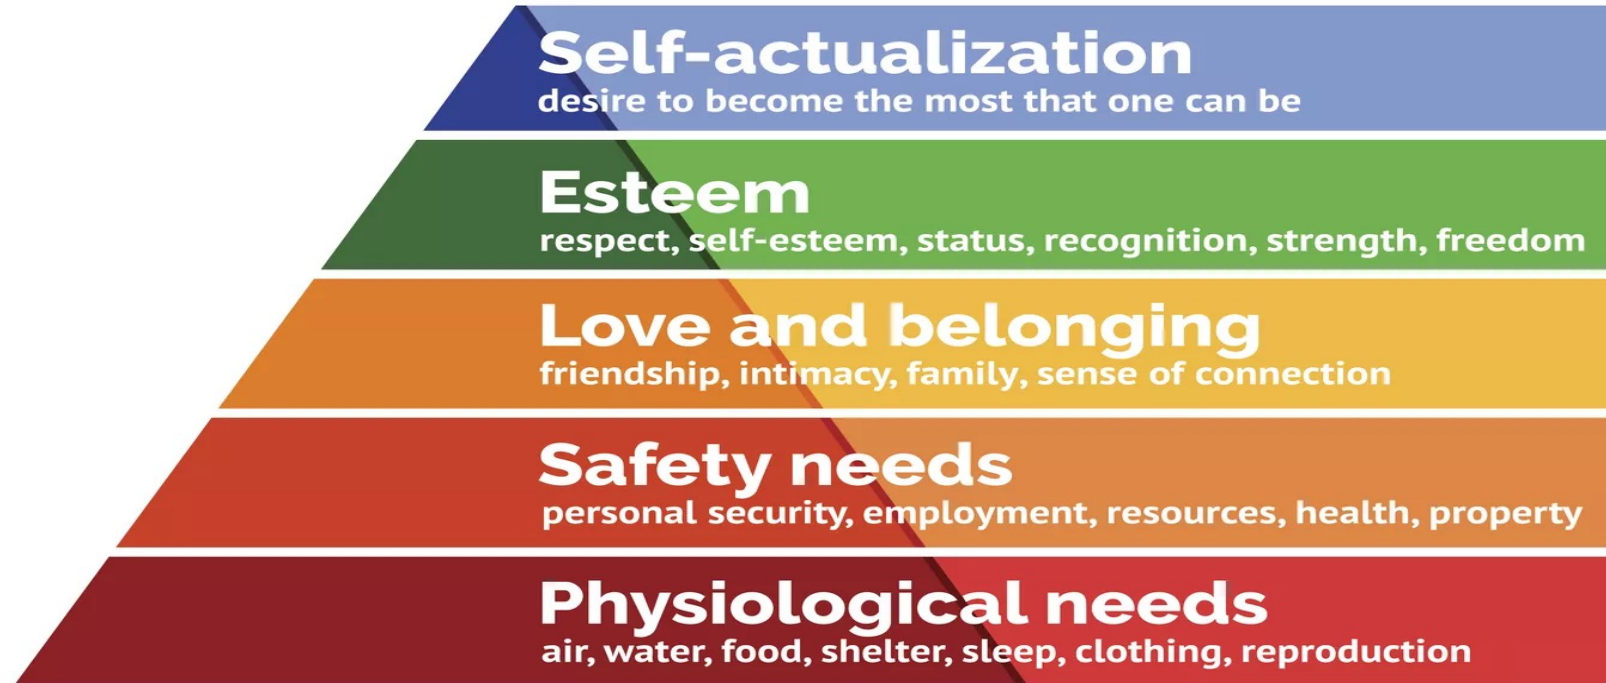 Self-actualization
desire to become the most that one can be
Esteem
respect, self-esteem, status, recognition, strength, freedom
Love and belonging
friendship, intimacy, family, sense of connection
Safety needs
personal security, employment, resources, health, property
Physiological needs
air, water, food, shelter, sleep, clothing, reproduction